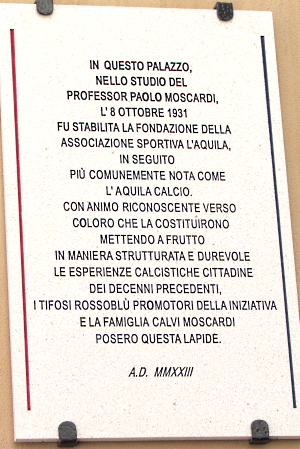 IN QUESTO PALAZZO,
NELLO STUDIO DEL
PROFESSOR PAOLO MOSCARDI,
L' 8 OTTOBRE 1931
FU STABILITA LA FONDAZIONE DELLA
ASSOCIAZIONE SPORTIVA L'AQUILA,
IN SEGUITO
PIÙ COMUNEMENTE NOTA COME
L' AQUILA CALCIO.
CON ANIMO RICONOSCENTE VERSO
COLORO CHE LA COSTITUIRONO
METTENDO A FRUTTO
IN MANIERA STRUTTURATA E DUREVOLE
LE ESPERIENZE CALCISTICHE CITTADINE
DEI DECENNI PRECEDENTI,
I TIFOSI ROSSOBLÙ PROMOTORI DELLA INIZIATIVA
E LA FAMIGLIA CALVI MOSCARDI
POSERO QUESTA LAPIDE.
A.D. MMXXIII